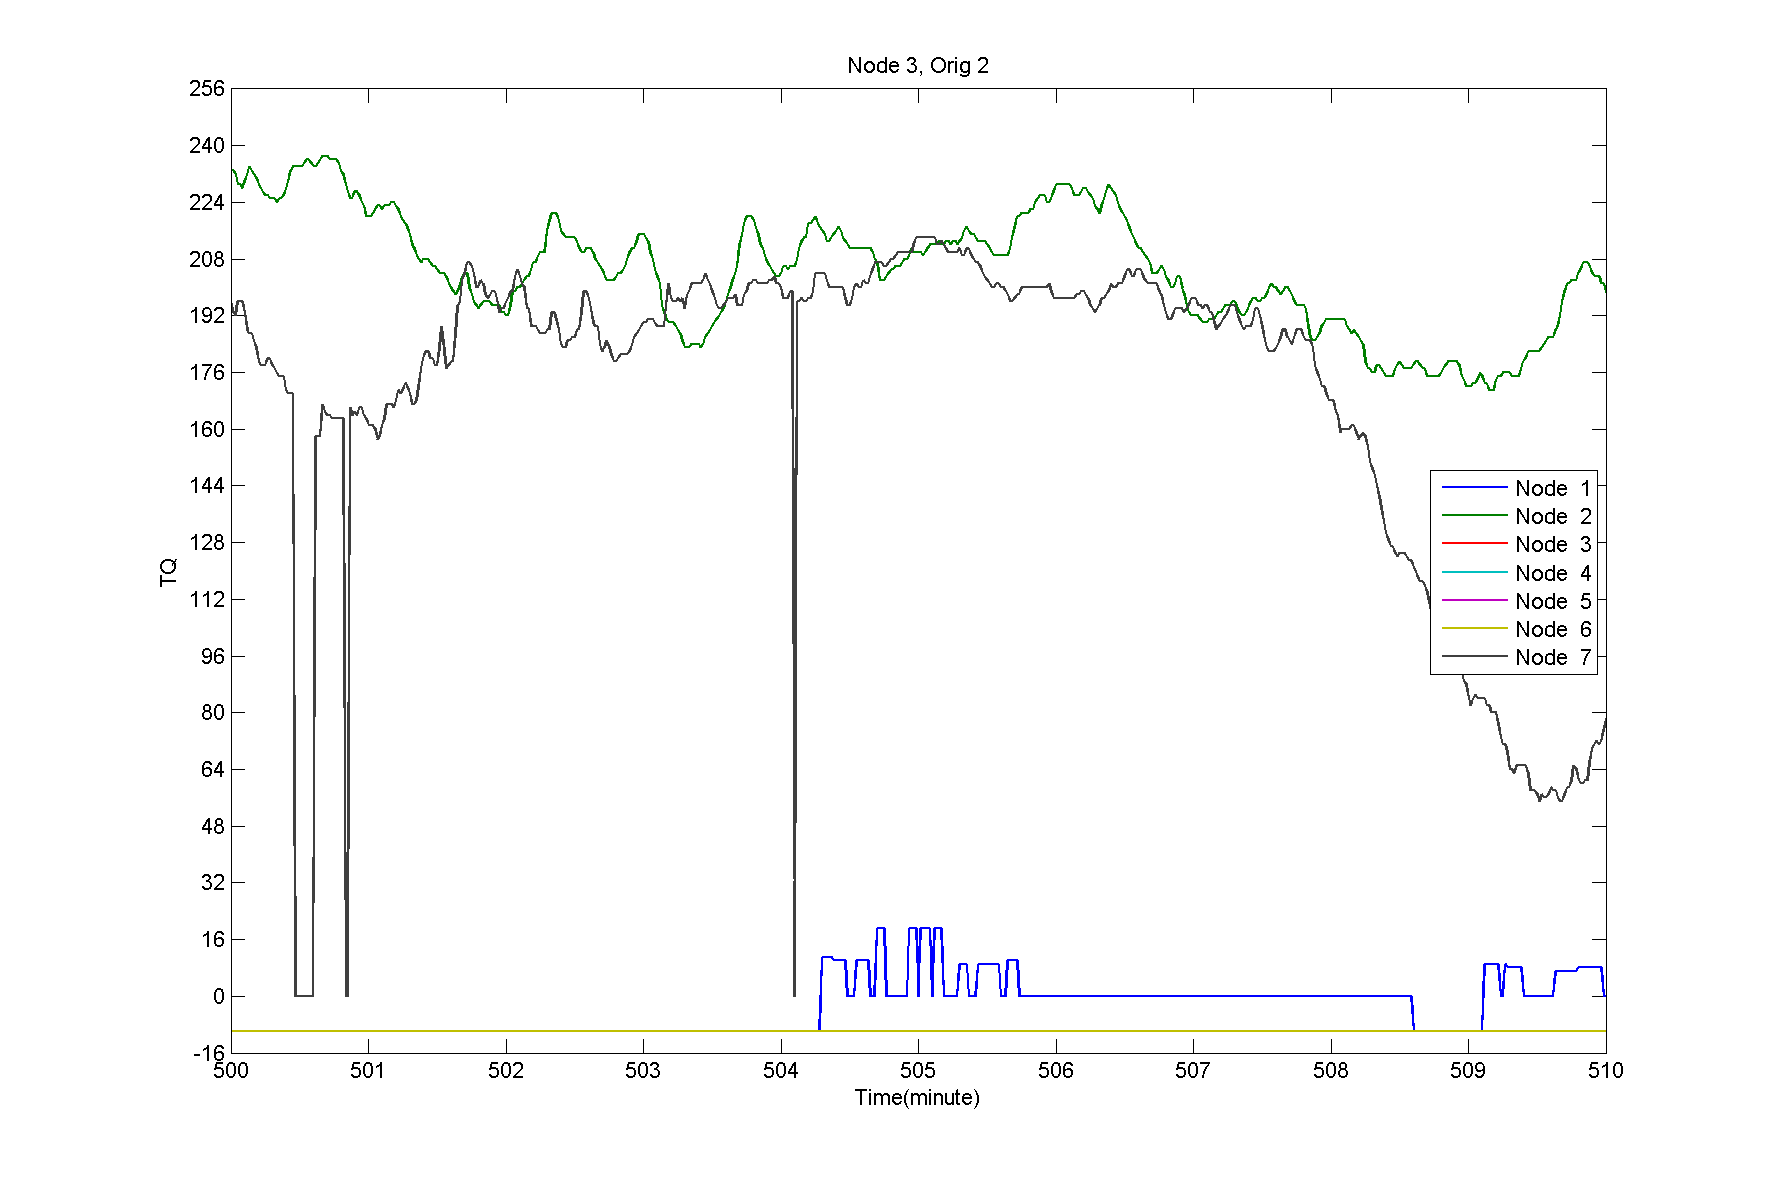 Node 3, Orig 2
256
240
224
208
192
176
160
144
128
112
96
80
64
48
32
16
0
-16
TQ
Node 1
Node 2
Node 3
Node 4
Node 5
Node 6
Node 7
500 501 502 503 504 505 506 507 508 509 510
Time(minute)